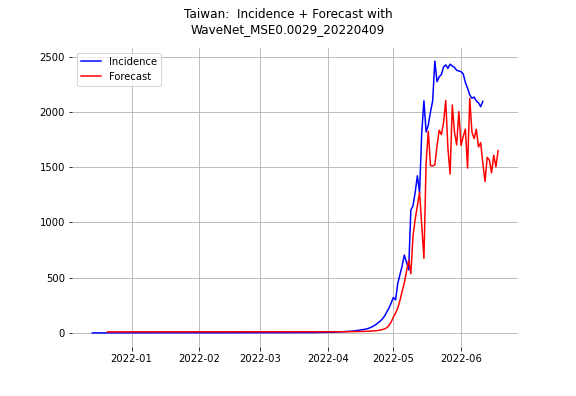 Taiwan:  Incidence + Forecast with
WaveNet_MSE0.0029_20220409
Incidence
Forecast
2500
2000
1500
1000
500
0
2022-01 2022-02 2022-03 2022-04 2022-05 2022-06